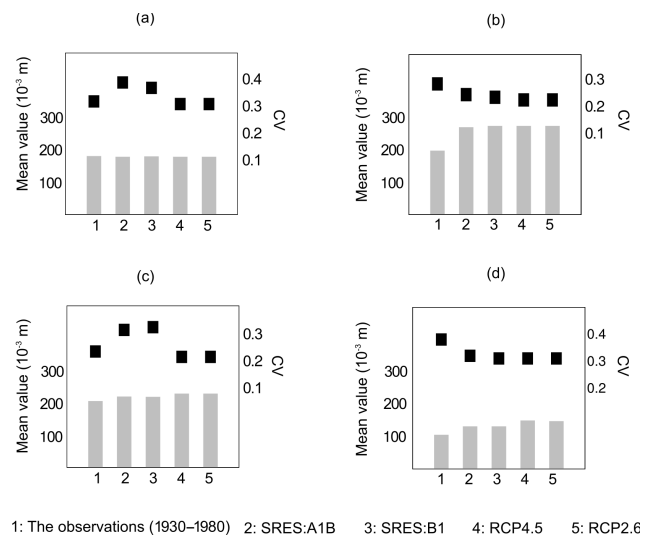 (a)
Mean value (10⁻³ m)
300
200
100
0.4
0.3
0.2
0.1
CV
1 2 3 4 5
(b)
Mean value (10⁻³ m)
300
200
100
0.3
0.2
0.1
CV
1 2 3 4 5
(c)
Mean value (10⁻³ m)
300
200
100
0.3
0.2
0.1
CV
1 2 3 4 5
(d)
Mean value (10⁻³ m)
300
200
100
0.4
0.3
0.2
CV
1 2 3 4 5
1: The observations (1930–1980) 2: SRES:A1B 3: SRES:B1 4: RCP4.5 5: RCP2.6